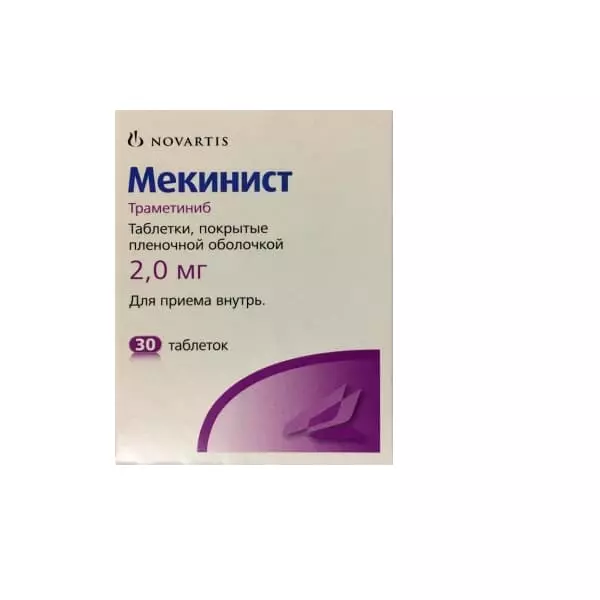 NOVARTIS
Мекинист
Траметиниб
Таблетки, покрытые
пленочной оболочкой
2,0 мг
Для приема внутрь.
30 таблеток